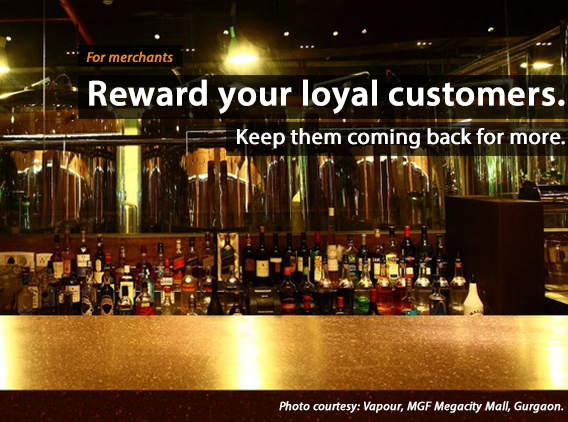 For merchants
Reward your loyal customers.
Keep them coming back for more.
Photo courtesy: Vapour, MGF Megacity Mall, Gurgaon.